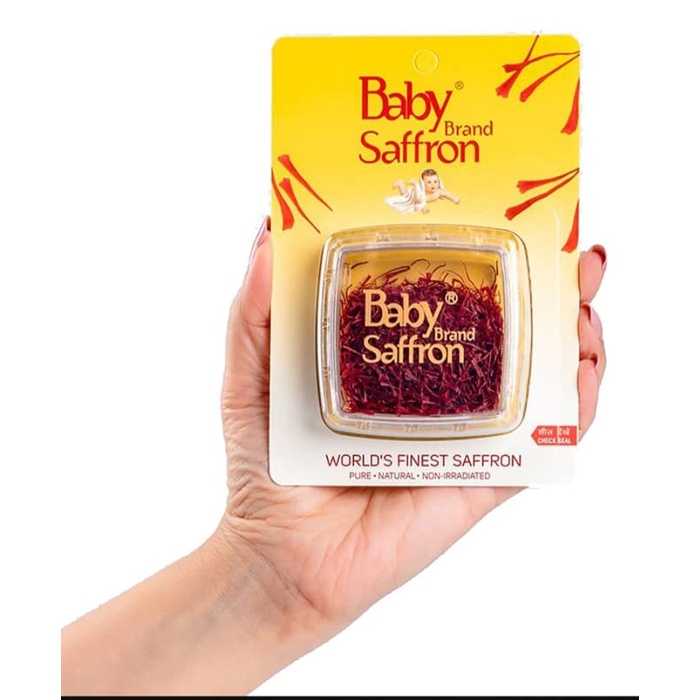 Baby®
Brand
Saffron
Baby®
Brand
Saffron
सील देखें
CHECK SEAL
WORLD'S FINEST SAFFRON
PURE • NATURAL • NON-IRRADIATED